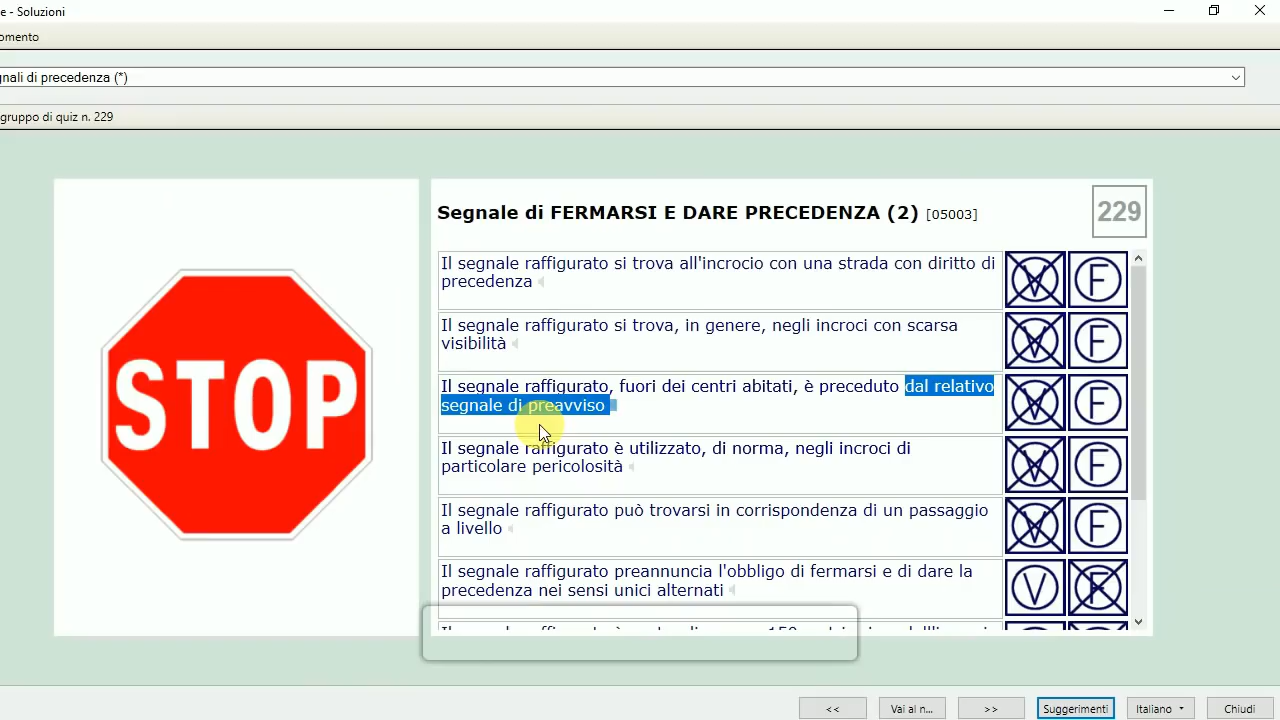 e - Soluzioni
omento
gnali di precedenza (*)
gruppo di quiz n. 229
Segnale di FERMARSI E DARE PRECEDENZA (2) [05003]
229
STOP
Il segnale raffigurato si trova all'incrocio con una strada con diritto di
precedenza
V F
Il segnale raffigurato si trova, in genere, negli incroci con scarsa
visibilità
V F
Il segnale raffigurato, fuori dei centri abitati, è preceduto dal relativo
segnale di preavviso
V F
Il segnale raffigurato è utilizzato, di norma, negli incroci di
particolare pericolosità
V F
Il segnale raffigurato può trovarsi in corrispondenza di un passaggio
a livello
V F
Il segnale raffigurato preannuncia l'obbligo di fermarsi e di dare la
precedenza nei sensi unici alternati
V F
<< Vai al n... >> Suggerimenti Italiano Chiudi